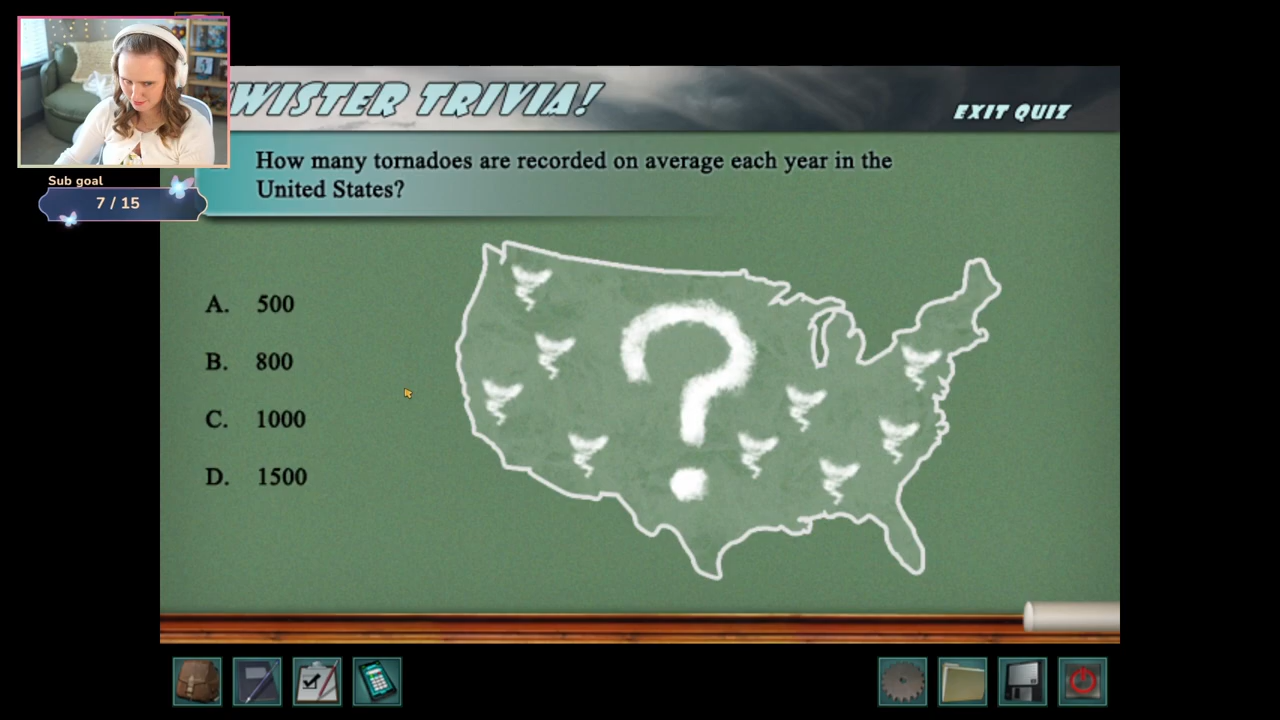 WISTER TRIVIA!
EXIT QUIZ
How many tornadoes are recorded on average each year in the
United States?
Sub goal
7 / 15
A. 500
B. 800
C. 1000
D. 1500
?